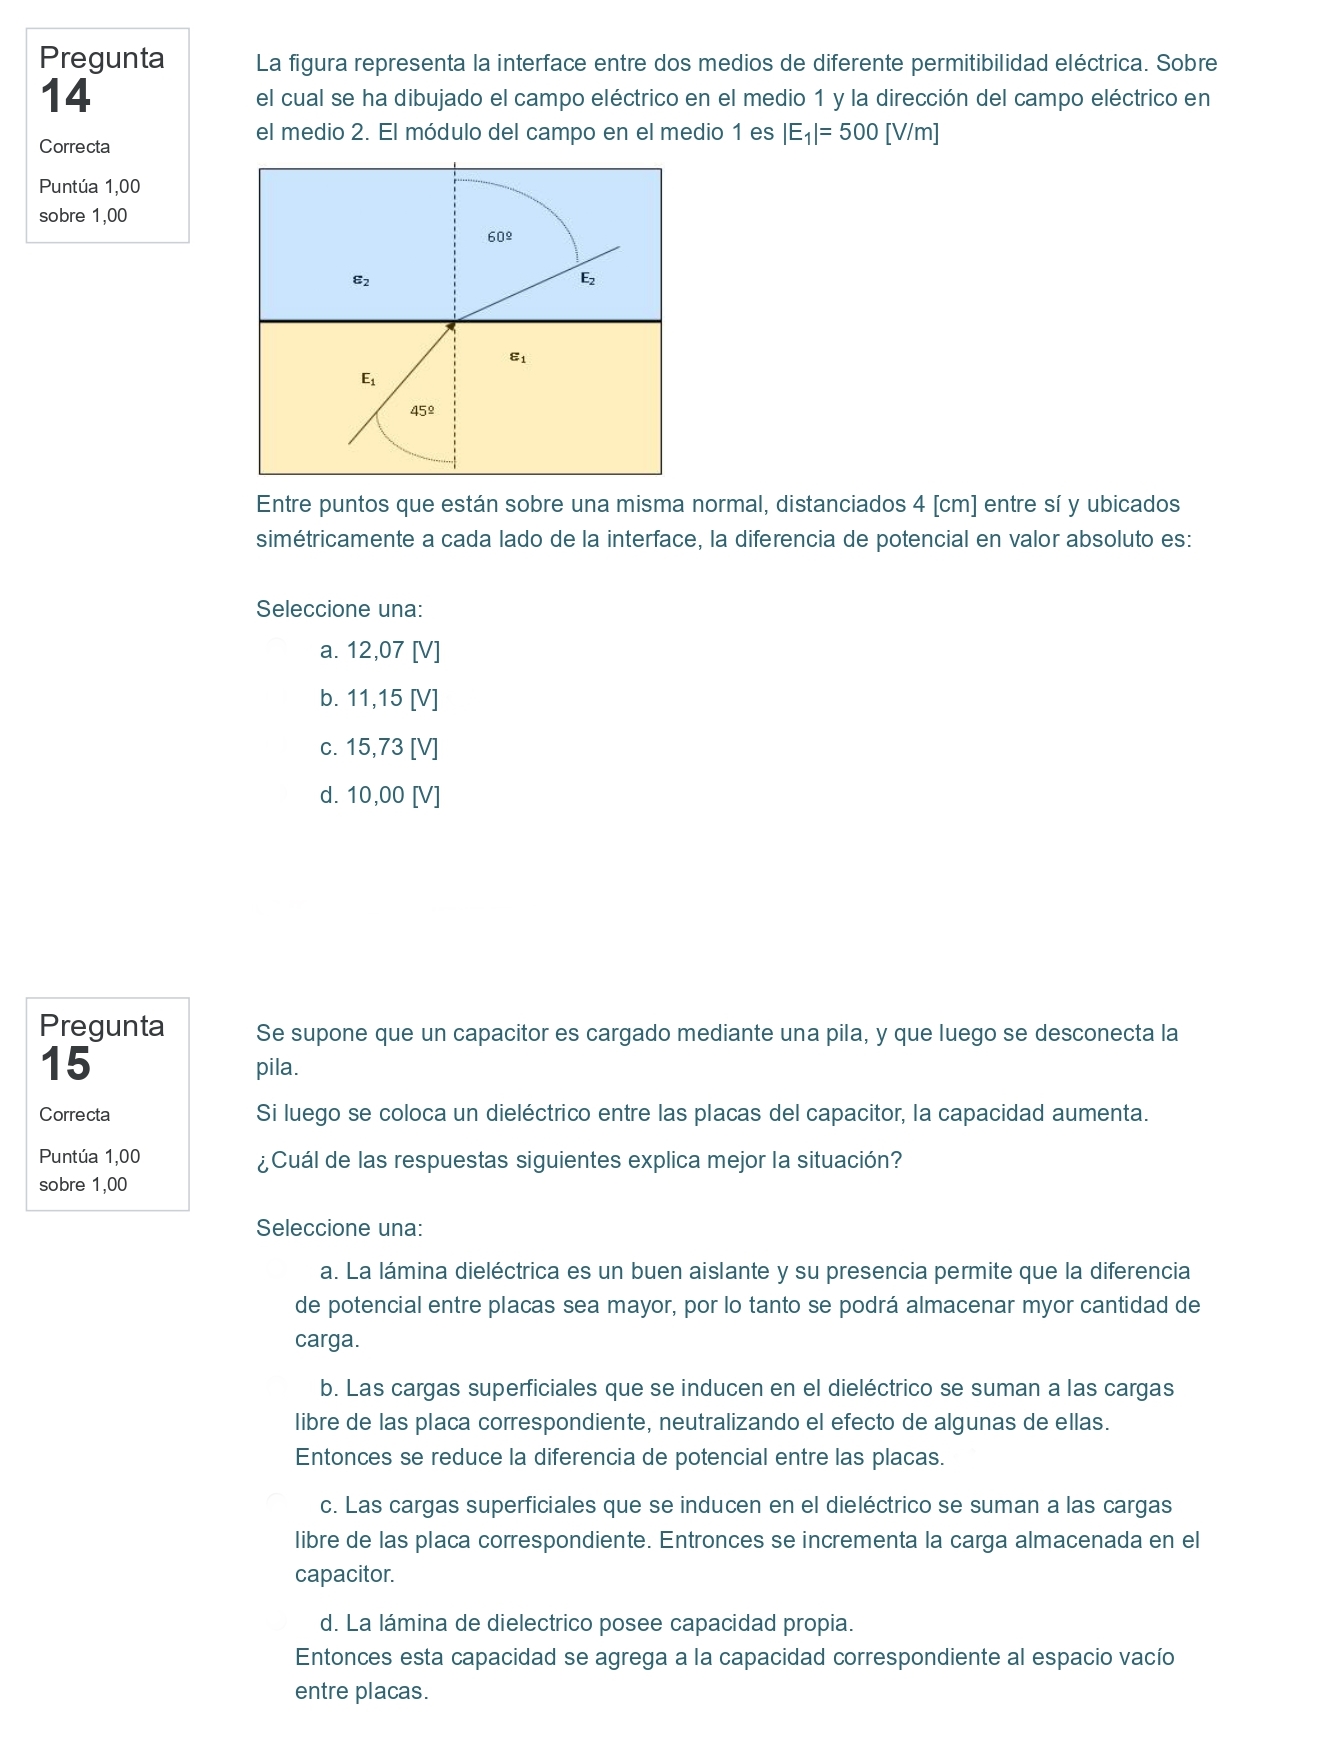 Pregunta
14
Correcta
Puntúa 1,00
sobre 1,00
La figura representa la interface entre dos medios de diferente permitibilidad eléctrica. Sobre
el cual se ha dibujado el campo eléctrico en el medio 1 y la dirección del campo eléctrico en
el medio 2. El módulo del campo en el medio 1 es |E₁|= 500 [V/m]
60º
ε₂
E₂
ε₁
E₁
45º
Entre puntos que están sobre una misma normal, distanciados 4 [cm] entre sí y ubicados
simétricamente a cada lado de la interface, la diferencia de potencial en valor absoluto es:
Seleccione una:
a. 12,07 [V]
b. 11,15 [V]
c. 15,73 [V]
d. 10,00 [V]
Pregunta
15
Correcta
Puntúa 1,00
sobre 1,00
Se supone que un capacitor es cargado mediante una pila, y que luego se desconecta la
pila.
Si luego se coloca un dieléctrico entre las placas del capacitor, la capacidad aumenta.
¿Cuál de las respuestas siguientes explica mejor la situación?
Seleccione una:
a. La lámina dieléctrica es un buen aislante y su presencia permite que la diferencia
de potencial entre placas sea mayor, por lo tanto se podrá almacenar myor cantidad de
carga.
b. Las cargas superficiales que se inducen en el dieléctrico se suman a las cargas
libre de las placa correspondiente, neutralizando el efecto de algunas de ellas.
Entonces se reduce la diferencia de potencial entre las placas.
c. Las cargas superficiales que se inducen en el dieléctrico se suman a las cargas
libre de las placa correspondiente. Entronces se incrementa la carga almacenada en el
capacitor.
d. La lámina de dielectrico posee capacidad propia.
Entonces esta capacidad se agrega a la capacidad correspondiente al espacio vacío
entre placas.